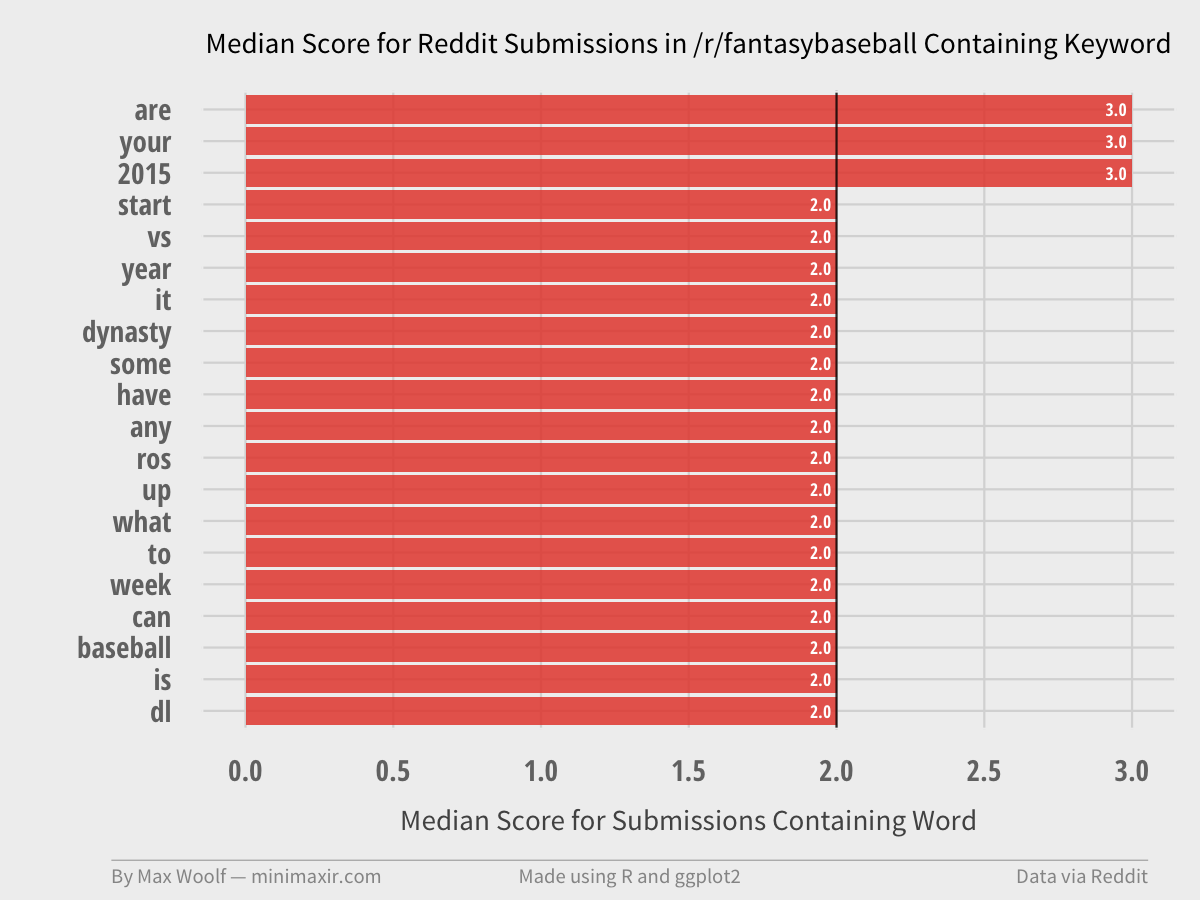 Median Score for Reddit Submissions in /r/fantasybaseball Containing Keyword
are 3.0
your 3.0
2015 3.0
start 2.0
vs 2.0
year 2.0
it 2.0
dynasty 2.0
some 2.0
have 2.0
any 2.0
ros 2.0
up 2.0
what 2.0
to 2.0
week 2.0
can 2.0
baseball 2.0
is 2.0
dl 2.0
0.0 0.5 1.0 1.5 2.0 2.5 3.0
Median Score for Submissions Containing Word
By Max Woolf — minimaxir.com Made using R and ggplot2 Data via Reddit